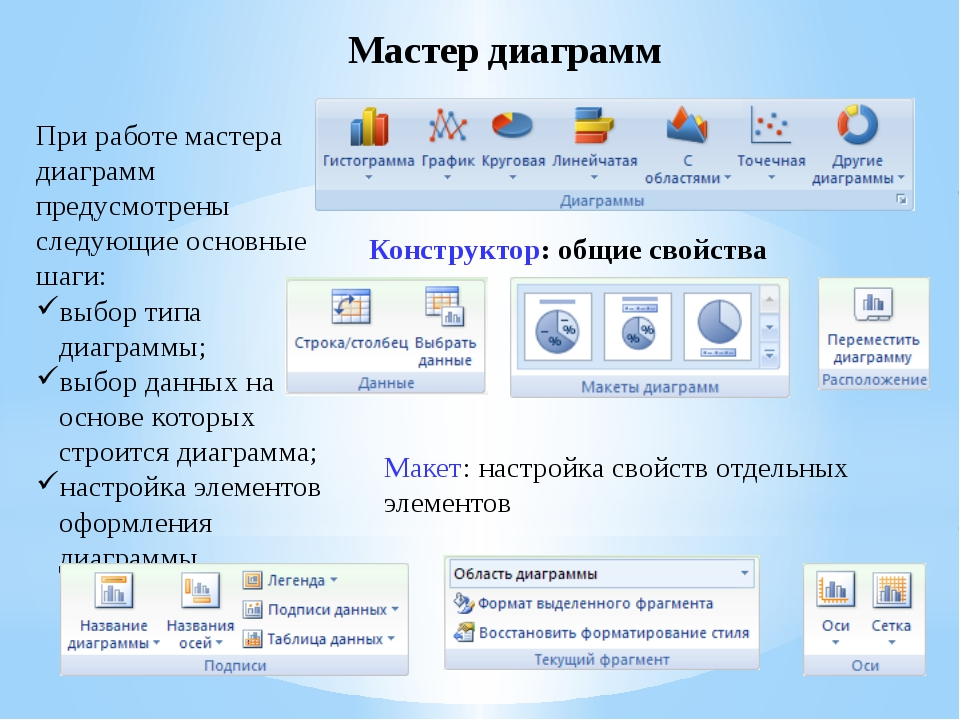 Мастер диаграмм
При работе мастера
диаграмм
предусмотрены
следующие основные
шаги:
выбор типа
диаграммы;
выбор данных на
основе которых
строится диаграмма;
настройка элементов
оформления
диаграммы
Гистограмма График Круговая Линейчатая С Точечная Другие
областями диаграммы
Диаграммы
Конструктор: общие свойства
Строка/столбец Выбрать
данные
Данные
% % %
%
Макеты диаграмм
Переместить
диаграмму
Расположение
Макет: настройка свойств отдельных
элементов
Название
диаграммы
Названия
осей
Легенда
Подписи данных
Таблица данных
Подписи
Область диаграммы
Формат выделенного фрагмента
Восстановить форматирование стиля
Текущий фрагмент
Оси Сетка
Оси